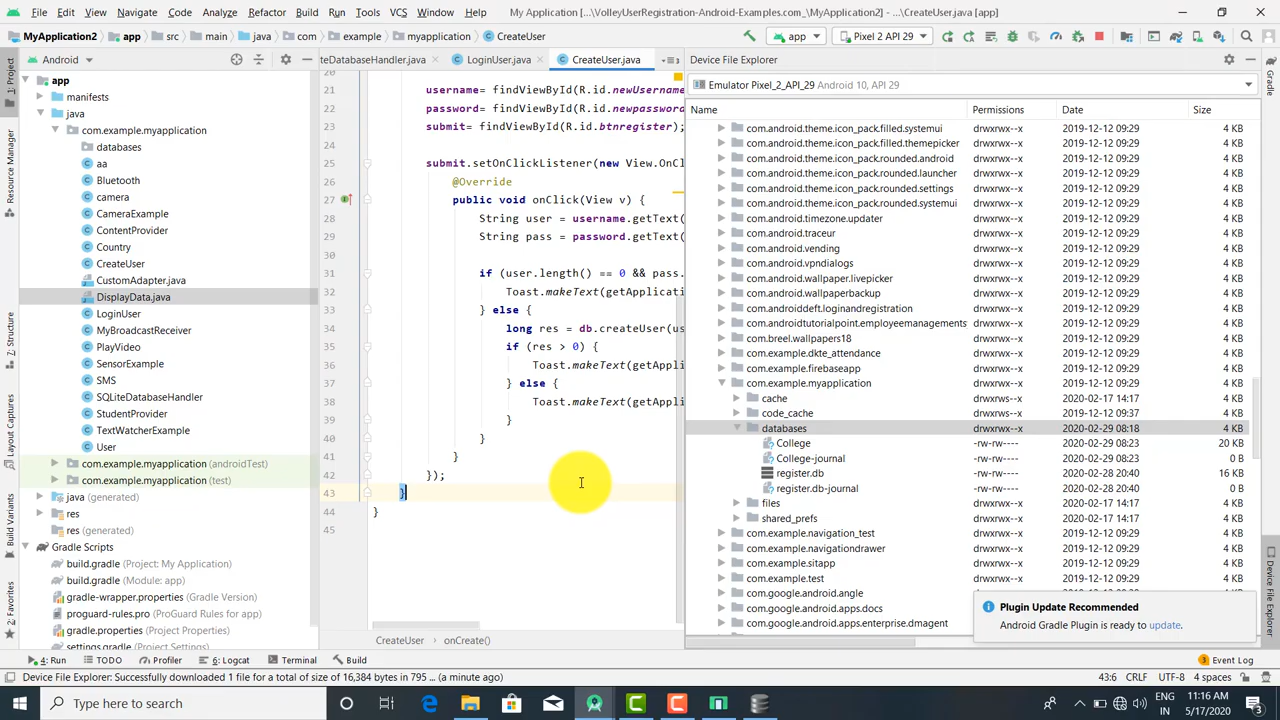 File Edit View Navigate Code Analyze Refactor Build Run Tools VCS Window Help My Application [...\VolleyUserRegistration-Android-Examples.com_\MyApplication2] - ...\CreateUser.java [app]
MyApplication2 app src main java com example myapplication CreateUser app Pixel 2 API 29
Android teDatabaseHandler.java LoginUser.java CreateUser.java Device File Explorer
1: Project
Resource Manager
Z: Structure
Layout Captures
Build Variants
2: Favorites
app
manifests
java
com.example.myapplication
databases
aa
Bluetooth
camera
CameraExample
ContentProvider
Country
CreateUser
CustomAdapter.java
DisplayData.java
LoginUser
MyBroadcastReceiver
PlayVideo
SensorExample
SMS
SQLiteDatabaseHandler
StudentProvider
TextWatcherExample
User
com.example.myapplication (androidTest)
com.example.myapplication (test)
java (generated)
res
res (generated)
Gradle Scripts
build.gradle (Project: My Application)
build.gradle (Module: app)
gradle-wrapper.properties (Gradle Version)
proguard-rules.pro (ProGuard Rules for app)
gradle.properties (Project Properties)
settings.gradle (Project Settings)
20
21 username= findViewById(R.id.newUsername
22 password= findViewById(R.id.newpassword
23 submit= findViewById(R.id.btnregister);
24
25 submit.setOnClickListener(new View.OnCl
26 @Override
27 public void onClick(View v) {
28 String user = username.getText(
29 String pass = password.getText(
30
31 if (user.length() == 0 && pass.
32 Toast.makeText(getApplicati
33 } else {
34 long res = db.createUser(us
35 if (res > 0) {
36 Toast.makeText(getAppli
37 } else {
38 Toast.makeText(getAppli
39 }
40 }
41 }
42 });
43 }
44 }
45
CreateUser onCreate()
Emulator Pixel_2_API_29 Android 10, API 29
Name Permissions Date Size
com.android.theme.icon_pack.filled.systemui drwxrwx--x 2019-12-12 09:29 4 KB
com.android.theme.icon_pack.filled.themepicker drwxrwx--x 2019-12-12 09:29 4 KB
com.android.theme.icon_pack.rounded.android drwxrwx--x 2019-12-12 09:29 4 KB
com.android.theme.icon_pack.rounded.launcher drwxrwx--x 2019-12-12 09:29 4 KB
com.android.theme.icon_pack.rounded.settings drwxrwx--x 2019-12-12 09:29 4 KB
com.android.theme.icon_pack.rounded.systemui drwxrwx--x 2019-12-12 09:29 4 KB
com.android.timezone.updater drwxrwx--x 2019-12-12 09:29 4 KB
com.android.traceur drwxrwx--x 2019-12-12 09:29 4 KB
com.android.vending drwxrwx--x 2019-12-12 09:29 4 KB
com.android.vpndialogs drwxrwx--x 2019-12-12 09:29 4 KB
com.android.wallpaper.livepicker drwxrwx--x 2019-12-12 09:29 4 KB
com.android.wallpaperbackup drwxrwx--x 2019-12-12 09:29 4 KB
com.androiddeft.loginandregistration drwxrwx--x 2019-12-12 09:29 4 KB
com.androidtutorialpoint.employeemanagements drwxrwx--x 2019-12-12 09:29 4 KB
com.breel.wallpapers18 drwxrwx--x 2019-12-12 09:29 4 KB
com.example.dkte_attendance drwxrwx--x 2019-12-12 09:29 4 KB
com.example.firebaseapp drwxrwx--x 2019-12-12 09:29 4 KB
com.example.myapplication drwxrwx--x 2019-12-12 09:29 4 KB
cache drwxrws--x 2020-02-17 14:17 4 KB
code_cache drwxrws--x 2019-12-12 09:37 4 KB
databases drwxrwx--x 2020-02-29 08:18 4 KB
College -rw-rw---- 2020-02-29 08:23 20 KB
College-journal -rw-rw---- 2020-02-29 08:23 0 B
register.db -rw-rw---- 2020-02-28 20:40 16 KB
register.db-journal -rw-rw---- 2020-02-28 20:40 0 B
files drwxrwx--x 2020-02-17 14:17 4 KB
shared_prefs drwxrwx--x 2020-02-17 14:17 4 KB
com.example.navigation_test drwxrwx--x 2019-12-12 09:29 4 KB
com.example.navigationdrawer drwxrwx--x 2019-12-12 09:29 4 KB
com.example.sitapp drwxrwx--x 2019-12-12 09:29 4 KB
com.example.test drwxrwx--x 2019-12-12 09:29 4 KB
com.google.android.angle
com.google.android.apps.docs
com.google.android.apps.enterprise.dmagent
Plugin Update Recommended
Android Gradle Plugin is ready to update.
Gradle
Device File Explorer
4: Run TODO Profiler 6: Logcat Terminal Build 3 Event Log
Device File Explorer: Successfully downloaded 1 file for a total of size 16,384 bytes in 795 ... (a minute ago) 43:6 CRLF UTF-8 4 spaces
Type here to search ENG IN 11:16 AM 5/17/2020 3